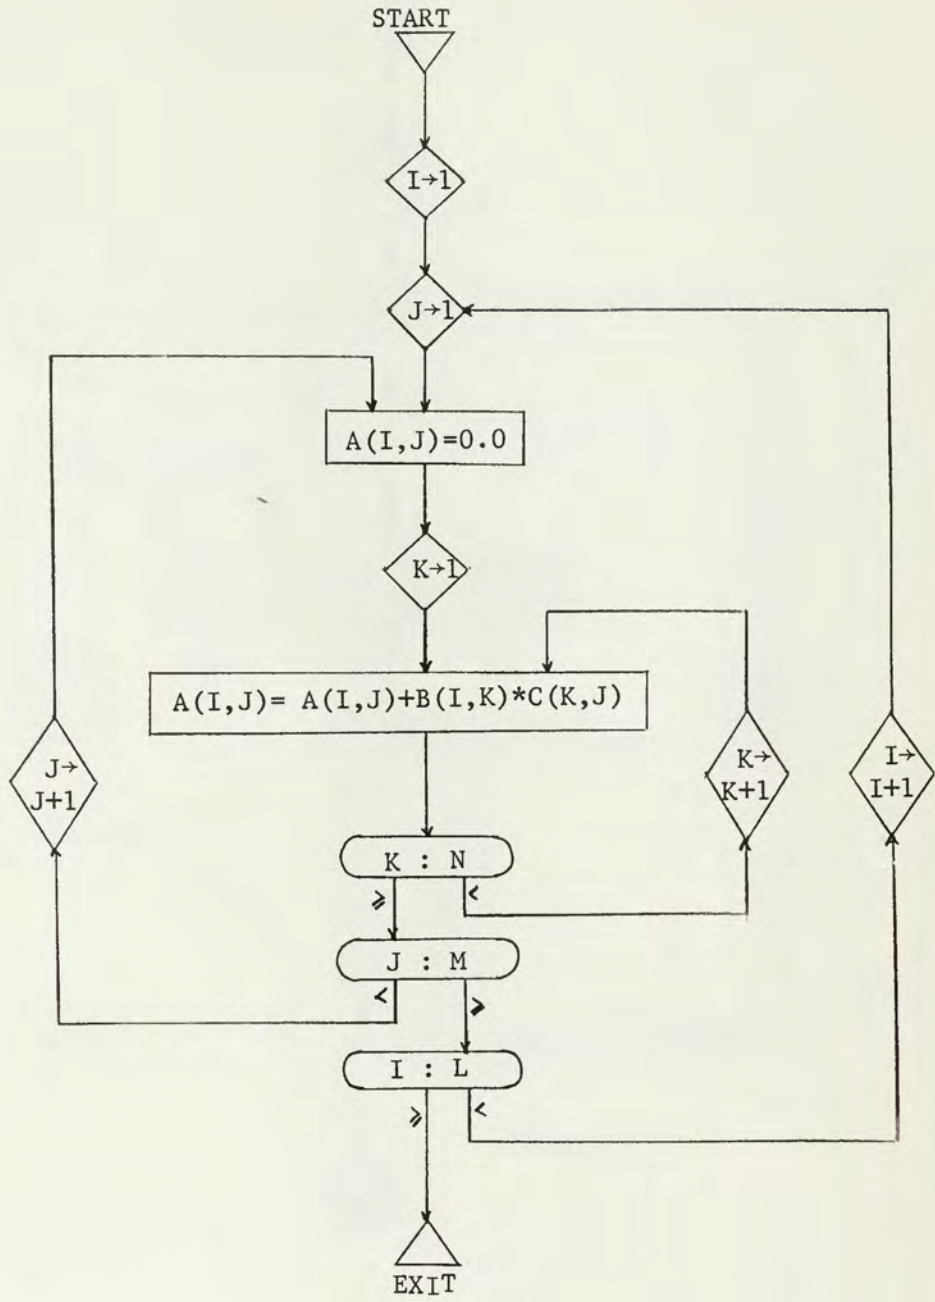 START
I→1
J→1
A(I,J)=0.0
K→1
A(I,J)= A(I,J)+B(I,K)*C(K,J)
J→
J+1
K→
K+1
I→
I+1
K : N
⩾ <
J : M
< ⩾
I : L
⩾ <
EXIT